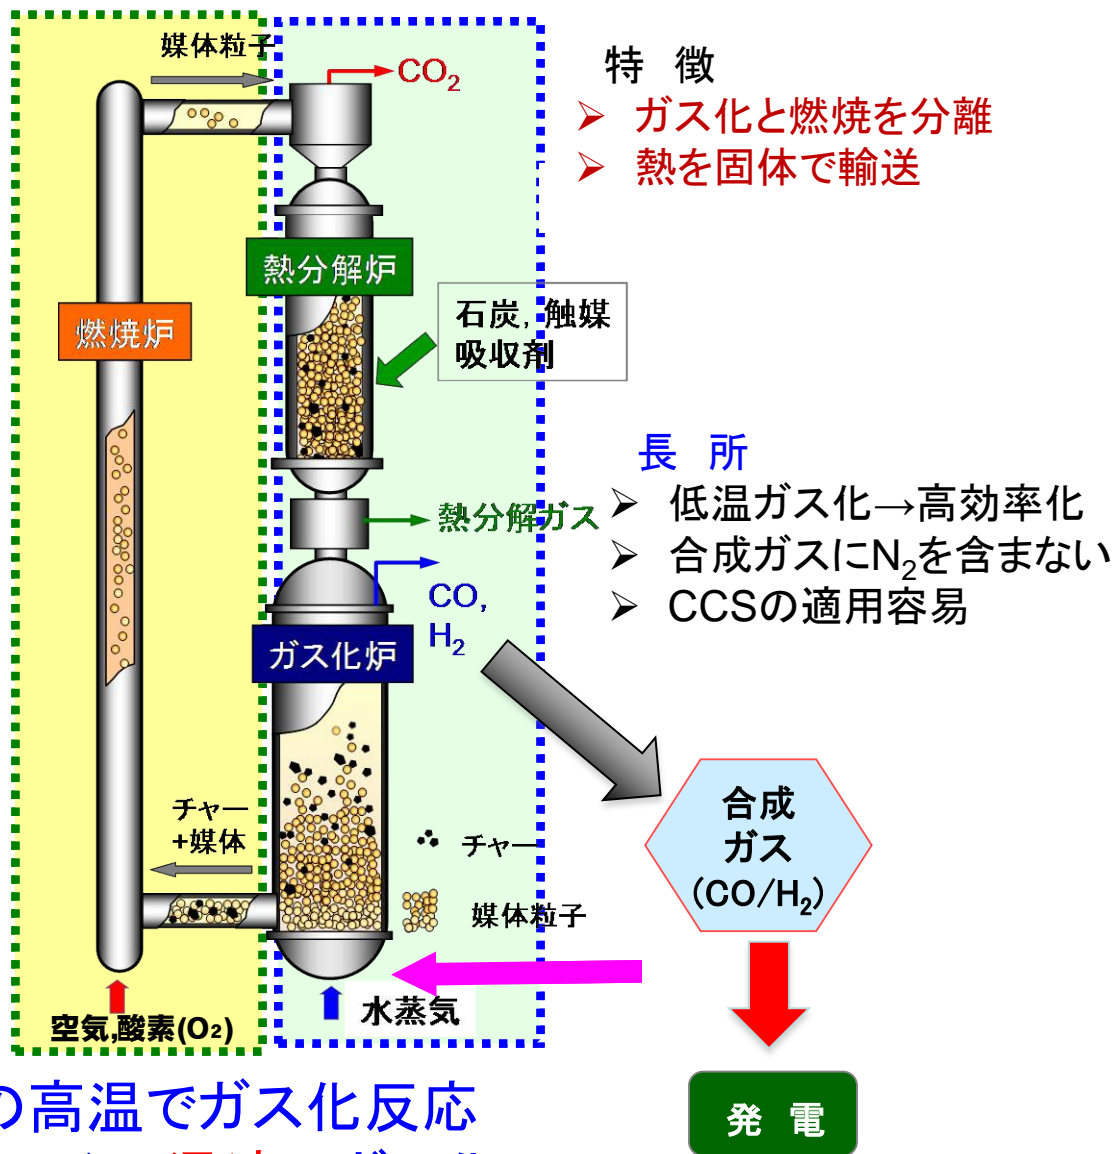 媒体粒子
CO₂
特 徴
➢ ガス化と燃焼を分離
➢ 熱を固体で輸送
熱分解炉
燃焼炉
石炭, 触媒
吸収剤
長 所
➢ 低温ガス化→高効率化
➢ 合成ガスにN₂を含まない
➢ CCSの適用容易
熱分解ガス
CO,
H₂
ガス化炉
合成
ガス
(CO/H₂)
チャー
+媒体
チャー
媒体粒子
水蒸気
空気,酸素(O₂)
の高温でガス化反応
発 電